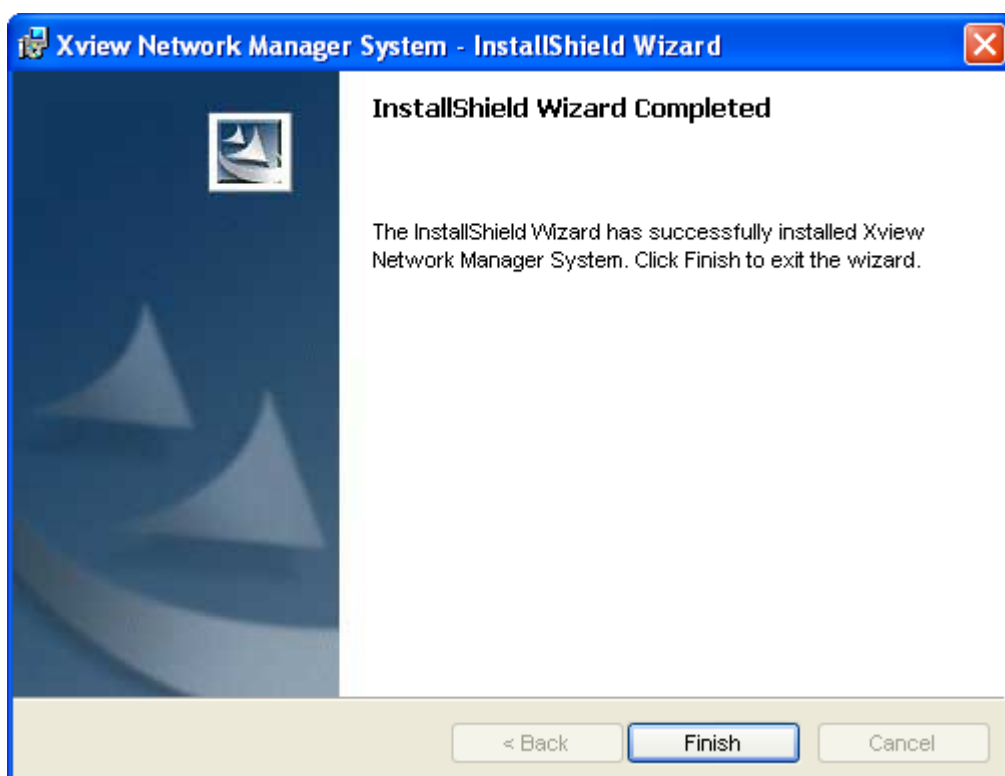 Xview Network Manager System - InstallShield Wizard
InstallShield Wizard Completed
The InstallShield Wizard has successfully installed Xview
Network Manager System. Click Finish to exit the wizard.
< Back Finish Cancel